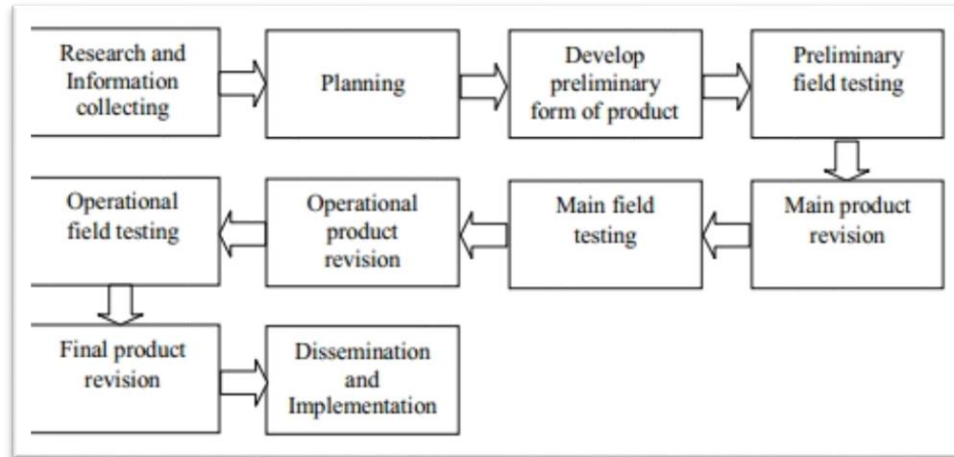 Research and
Information
collecting
Planning
Develop
preliminary
form of product
Preliminary
field testing
Main product
revision
Main field
testing
Operational
product
revision
Operational
field testing
Final product
revision
Dissemination
and
Implementation